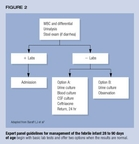 FIGURE 2
WBC and differential
Urinalysis
Stool exam (if diarrhea)
+ Labs
- Labs
Admission
Option A:
Urine culture
Blood culture
CSF culture
Ceftriaxone
Return, 24 hr
Option B:
Urine culture
Observation
Expert panel guidelines for management of the febrile infant 28 to 90 days
of age begin with basic lab tests and offer two options when the results are normal.